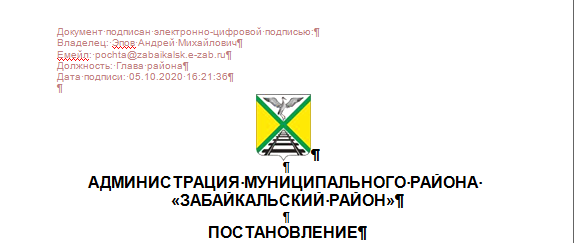 Документ подписан электронно-цифровой подписью:
Владелец: Эпов Андрей Михайлович
Емейл: pochta@zabaikalsk.e-zab.ru
Должность: Глава района
Дата подписи: 05.10.2020 16:21:36
АДМИНИСТРАЦИЯ МУНИЦИПАЛЬНОГО РАЙОНА
«ЗАБАЙКАЛЬСКИЙ РАЙОН»
ПОСТАНОВЛЕНИЕ